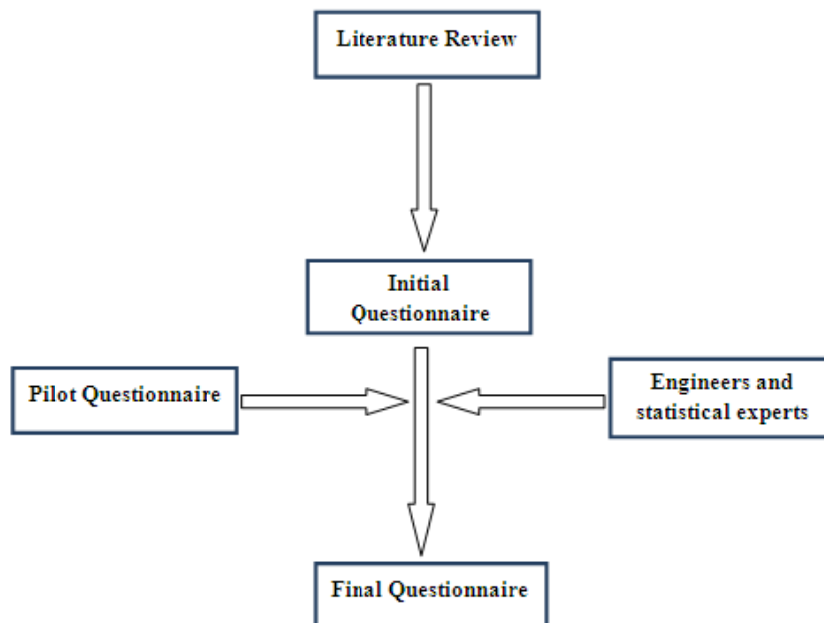 Literature Review
Initial
Questionnaire
Pilot Questionnaire
Engineers and
statistical experts
Final Questionnaire